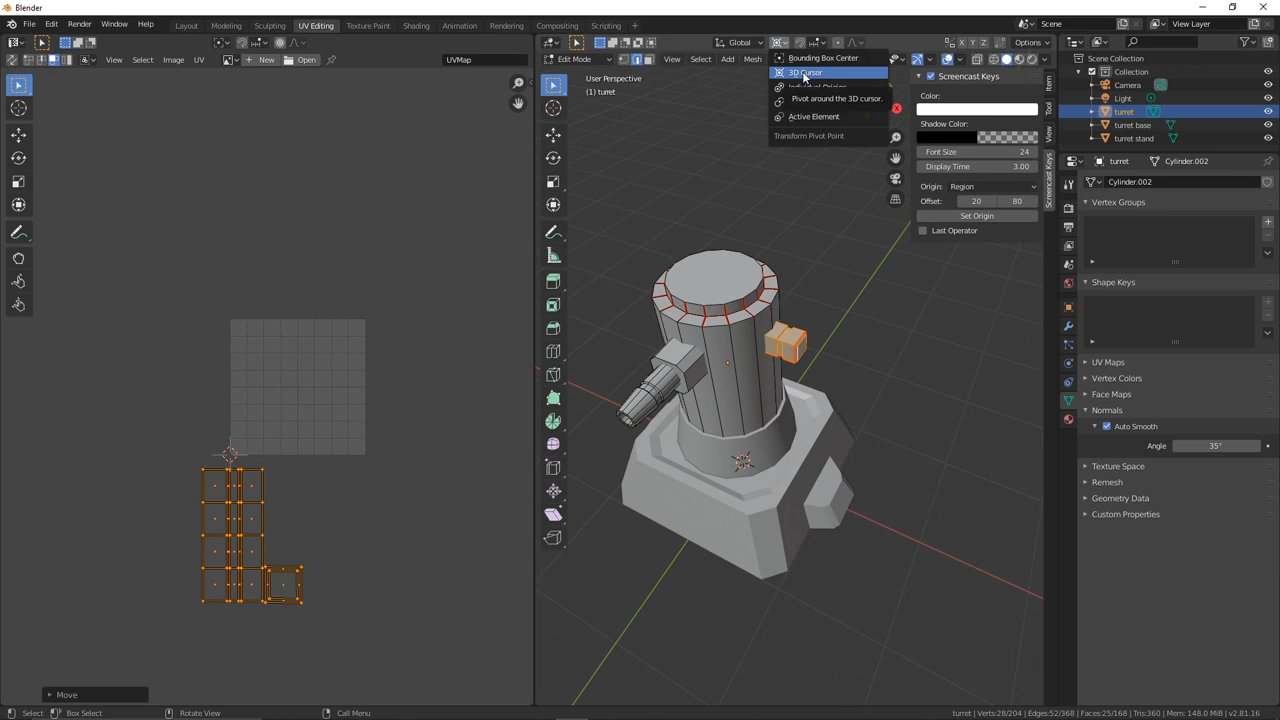 Blender
File Edit Render Window Help Layout Modeling Sculpting UV Editing Texture Paint Shading Animation Rendering Compositing Scripting + Scene View Layer
View Select Image UV New Open UVMap
Global Options
X Y Z
Edit Mode View Select Add Mesh
User Perspective
(1) turret
Bounding Box Center
3D Cursor
Pivot around the 3D cursor.
Active Element
Transform Pivot Point
Screencast Keys
Color:
Shadow Color:
Font Size 24
Display Time 3.00
Origin: Region
Offset: 20 80
Set Origin
Last Operator
Item
Tool
View
Screencast Keys
Scene Collection
Collection
Camera
Light
turret
turret base
turret stand
turret Cylinder.002
Cylinder.002
Vertex Groups
Shape Keys
UV Maps
Vertex Colors
Face Maps
Normals
Auto Smooth
Angle 35°
Texture Space
Remesh
Geometry Data
Custom Properties
Move
Select Box Select Rotate View Call Menu turret | Verts:28/204 | Edges:52/368 | Faces:25/168 | Tris:360 | Mem: 148.0 MiB | v2.81.16